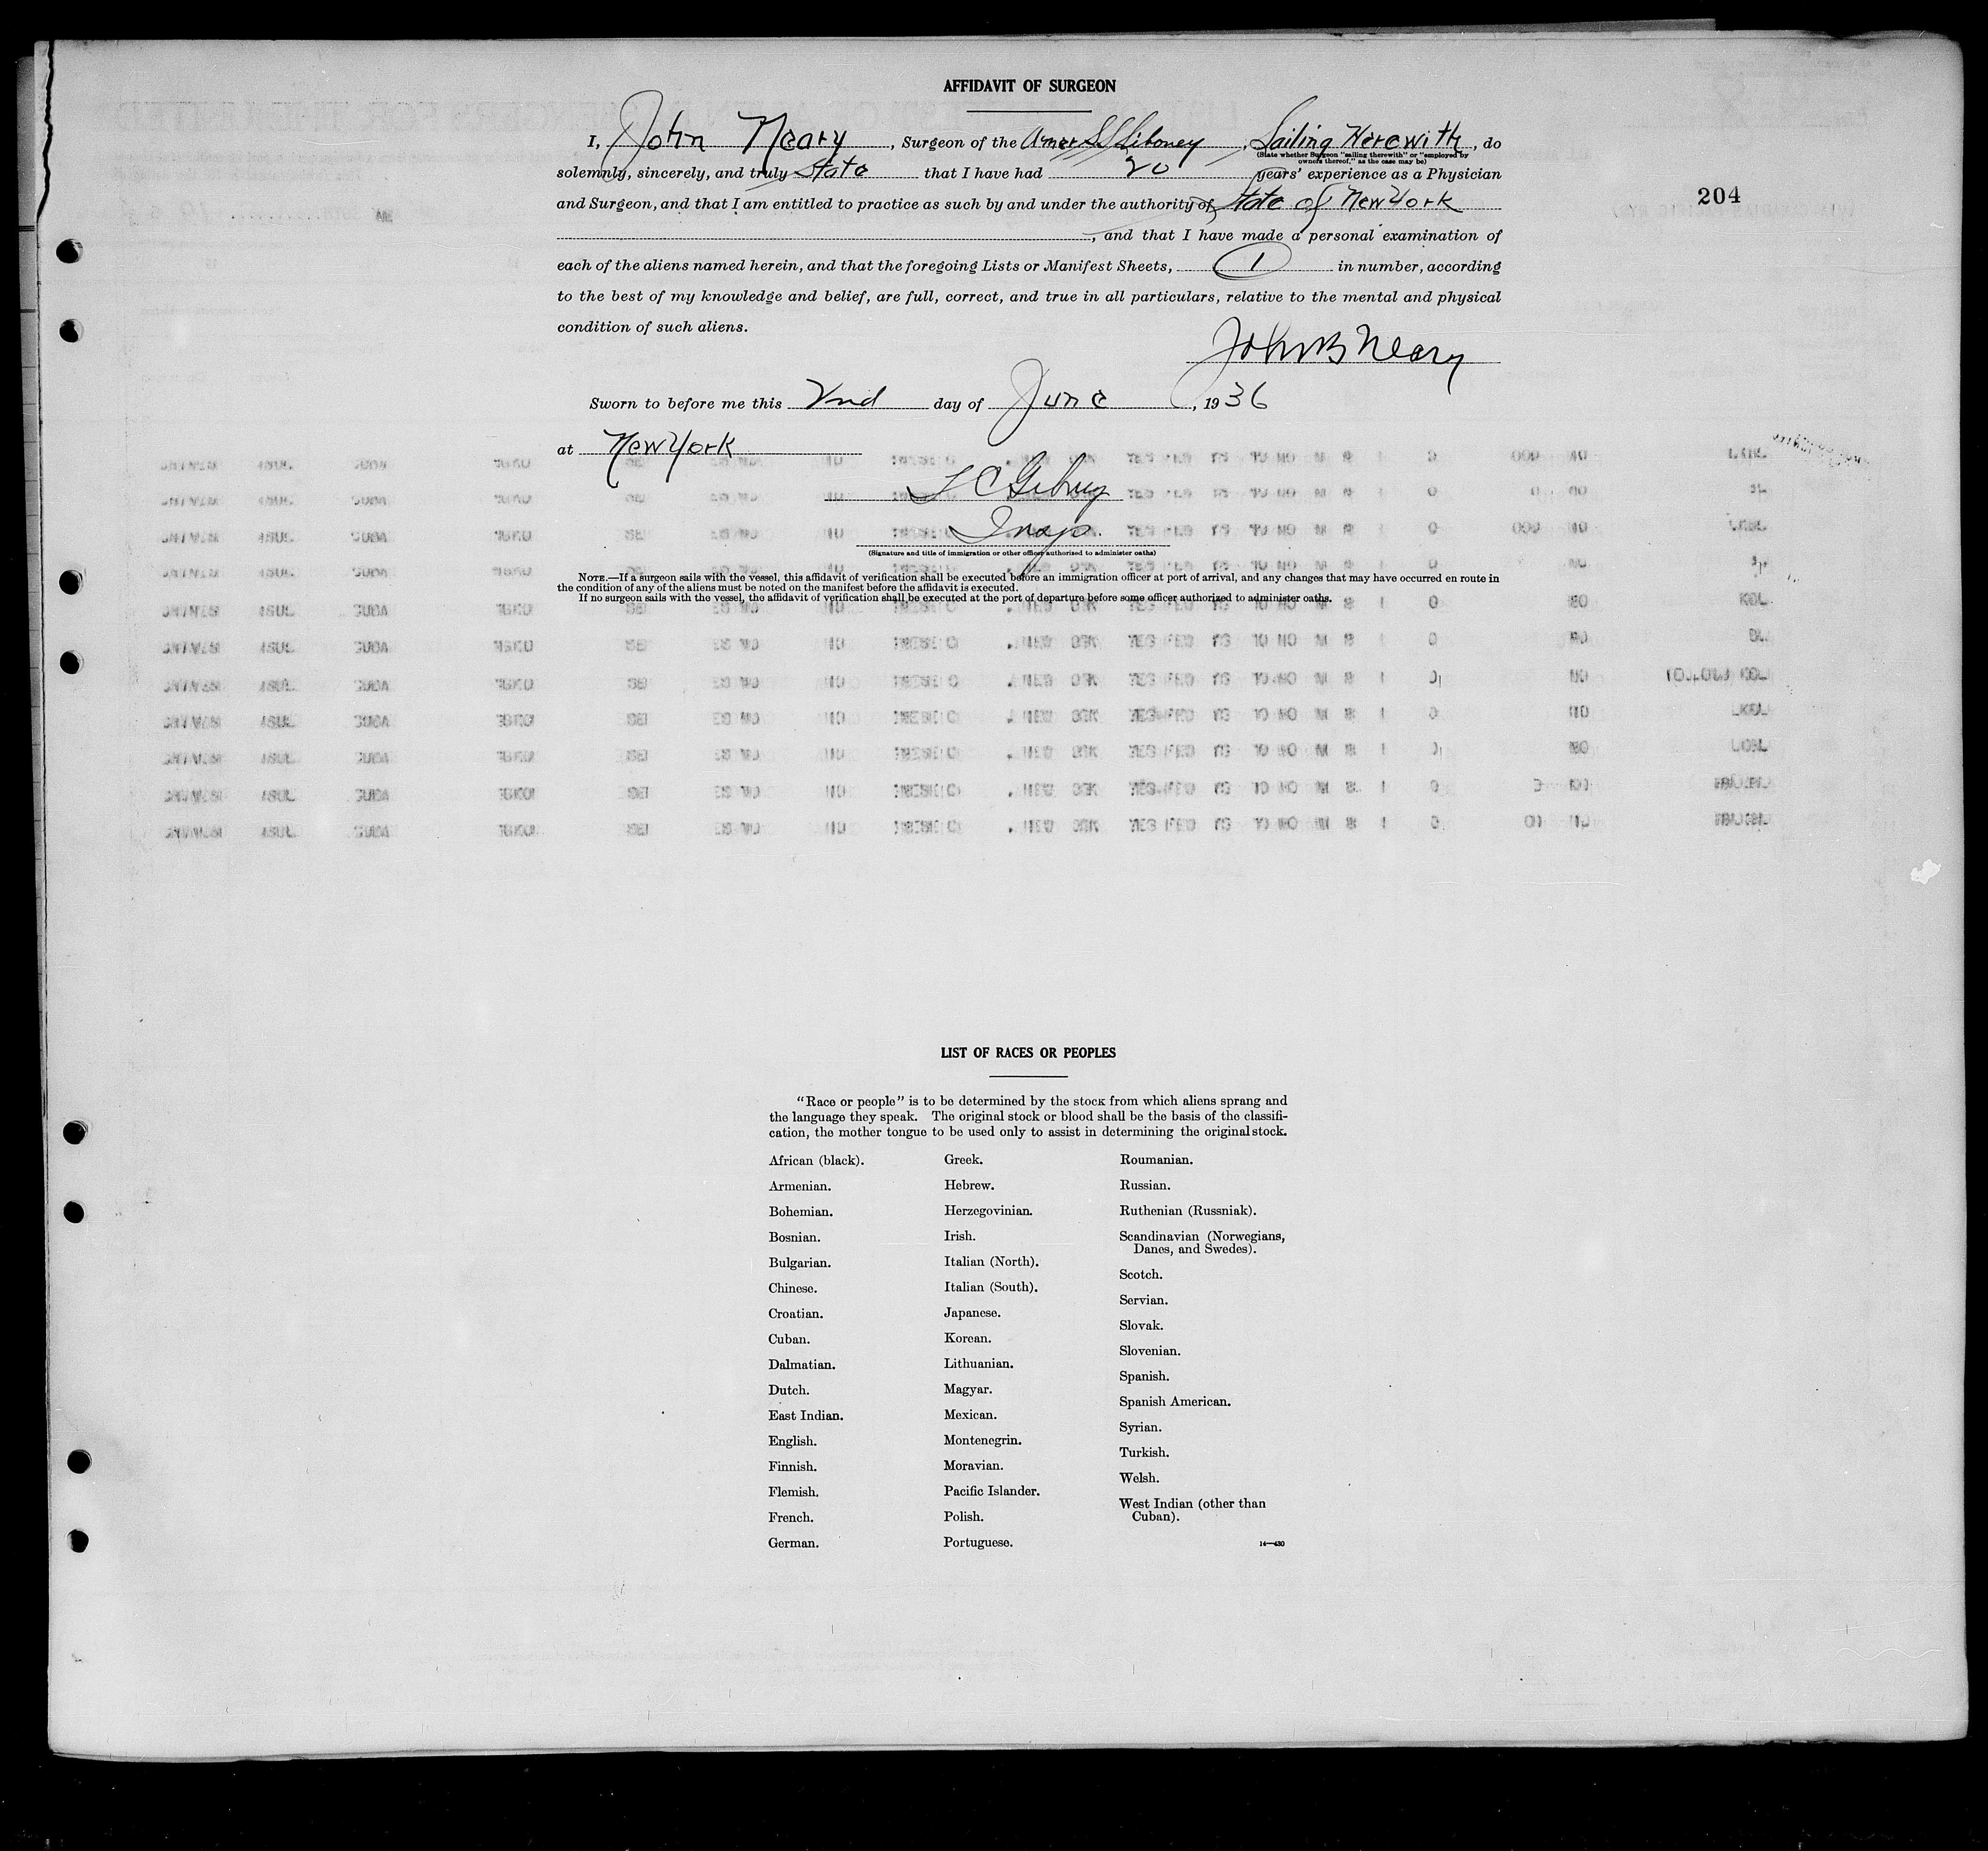 AFFIDAVIT OF SURGEON
I, John Neary, Surgeon of the Amer SS Siboney, Sailing Herewith, do
(State whether Surgeon "sailing therewith" or "employed by
owners thereof," as the case may be)
solemnly, sincerely, and truly state that I have had 20 years' experience as a Physician
and Surgeon, and that I am entitled to practice as such by and under the authority of State of New York
, and that I have made a personal examination of
each of the aliens named herein, and that the foregoing Lists or Manifest Sheets, 1 in number, according
to the best of my knowledge and belief, are full, correct, and true in all particulars, relative to the mental and physical
condition of such aliens.
John B Neary
Sworn to before me this 2nd day of June, 1936
at New York
Insp.
(Signature and title of immigration or other officer authorized to administer oaths)
NOTE.—If a surgeon sails with the vessel, this affidavit of verification shall be executed before an immigration officer at port of arrival, and any changes that may have occurred en route in
the condition of any of the aliens must be noted on the manifest before the affidavit is executed.
If no surgeon sails with the vessel, the affidavit of verification shall be executed at the port of departure before some officer authorized to administer oaths.
204
LIST OF RACES OR PEOPLES
"Race or people" is to be determined by the stock from which aliens sprang and
the language they speak. The original stock or blood shall be the basis of the classifi-
cation, the mother tongue to be used only to assist in determining the original stock.
African (black).
Armenian.
Bohemian.
Bosnian.
Bulgarian.
Chinese.
Croatian.
Cuban.
Dalmatian.
Dutch.
East Indian.
English.
Finnish.
Flemish.
French.
German.
Greek.
Hebrew.
Herzegovinian.
Irish.
Italian (North).
Italian (South).
Japanese.
Korean.
Lithuanian.
Magyar.
Mexican.
Montenegrin.
Moravian.
Pacific Islander.
Polish.
Portuguese.
Roumanian.
Russian.
Ruthenian (Russniak).
Scandinavian (Norwegians,
Danes, and Swedes).
Scotch.
Servian.
Slovak.
Slovenian.
Spanish.
Spanish American.
Syrian.
Turkish.
Welsh.
West Indian (other than
Cuban).
14—430